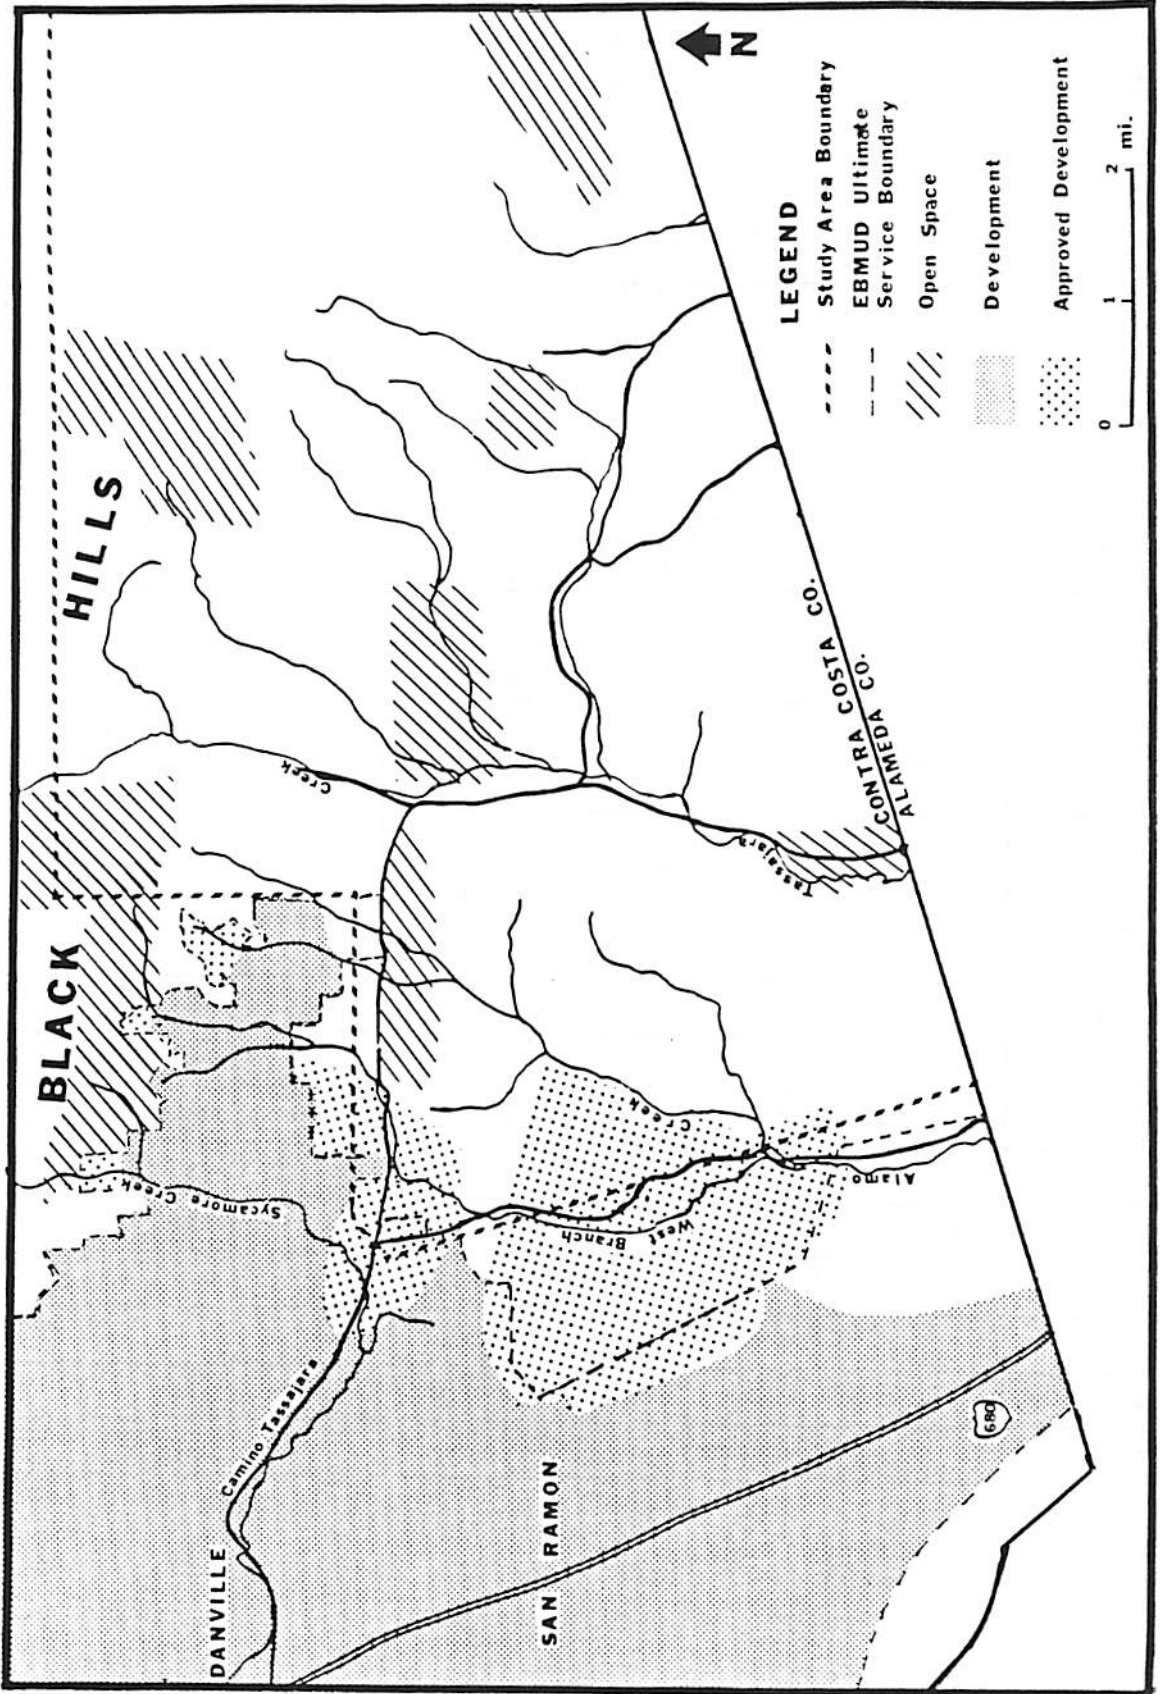 BLACK
HILLS
N
Creek
Sycamore Creek
Camino Tassajara
DANVILLE
SAN RAMON
West
Branch
Creek
Alamo
Tassajara
CONTRA COSTA CO.
ALAMEDA CO.
680
LEGEND
Study Area Boundary
EBMUD Ultimate
Service Boundary
Open Space
Development
Approved Development
0 1 2 mi.